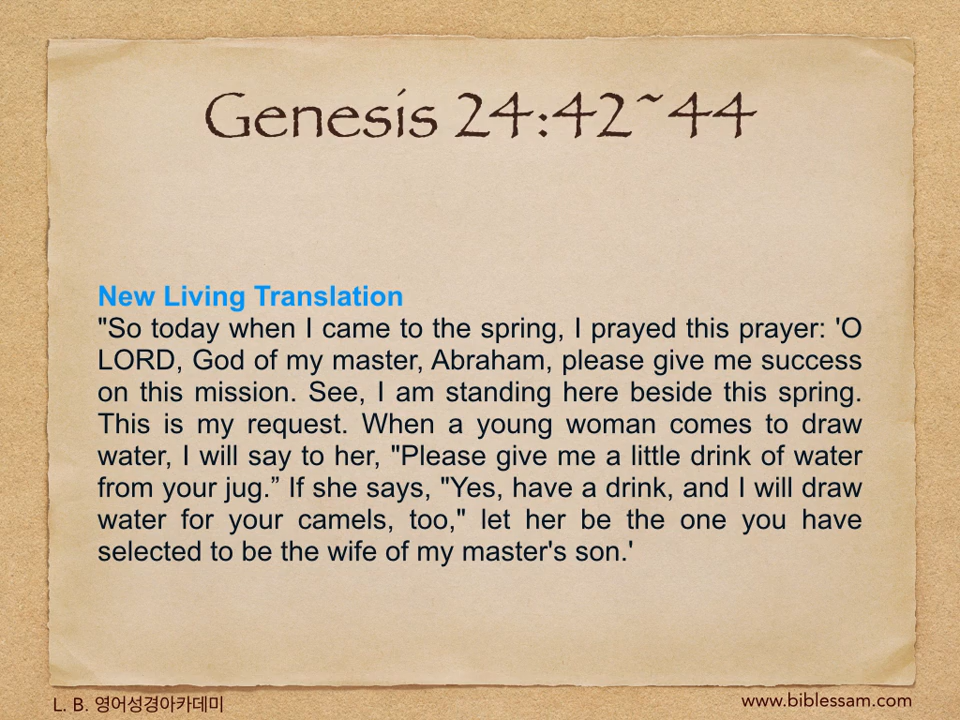 Genesis 24:42~44
New Living Translation
"So today when I came to the spring, I prayed this prayer: 'O
LORD, God of my master, Abraham, please give me success
on this mission. See, I am standing here beside this spring.
This is my request. When a young woman comes to draw
water, I will say to her, "Please give me a little drink of water
from your jug.” If she says, "Yes, have a drink, and I will draw
water for your camels, too," let her be the one you have
selected to be the wife of my master's son.'
L. B. 영어성경아카데미
www.biblessam.com